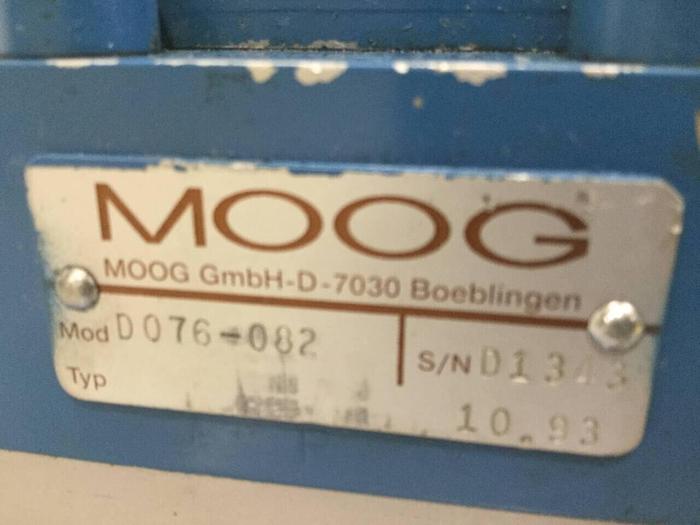 MOOG
MOOG GmbH-D-7030 Boeblingen
Mod D076-082
S/N D1343
Typ
10.93